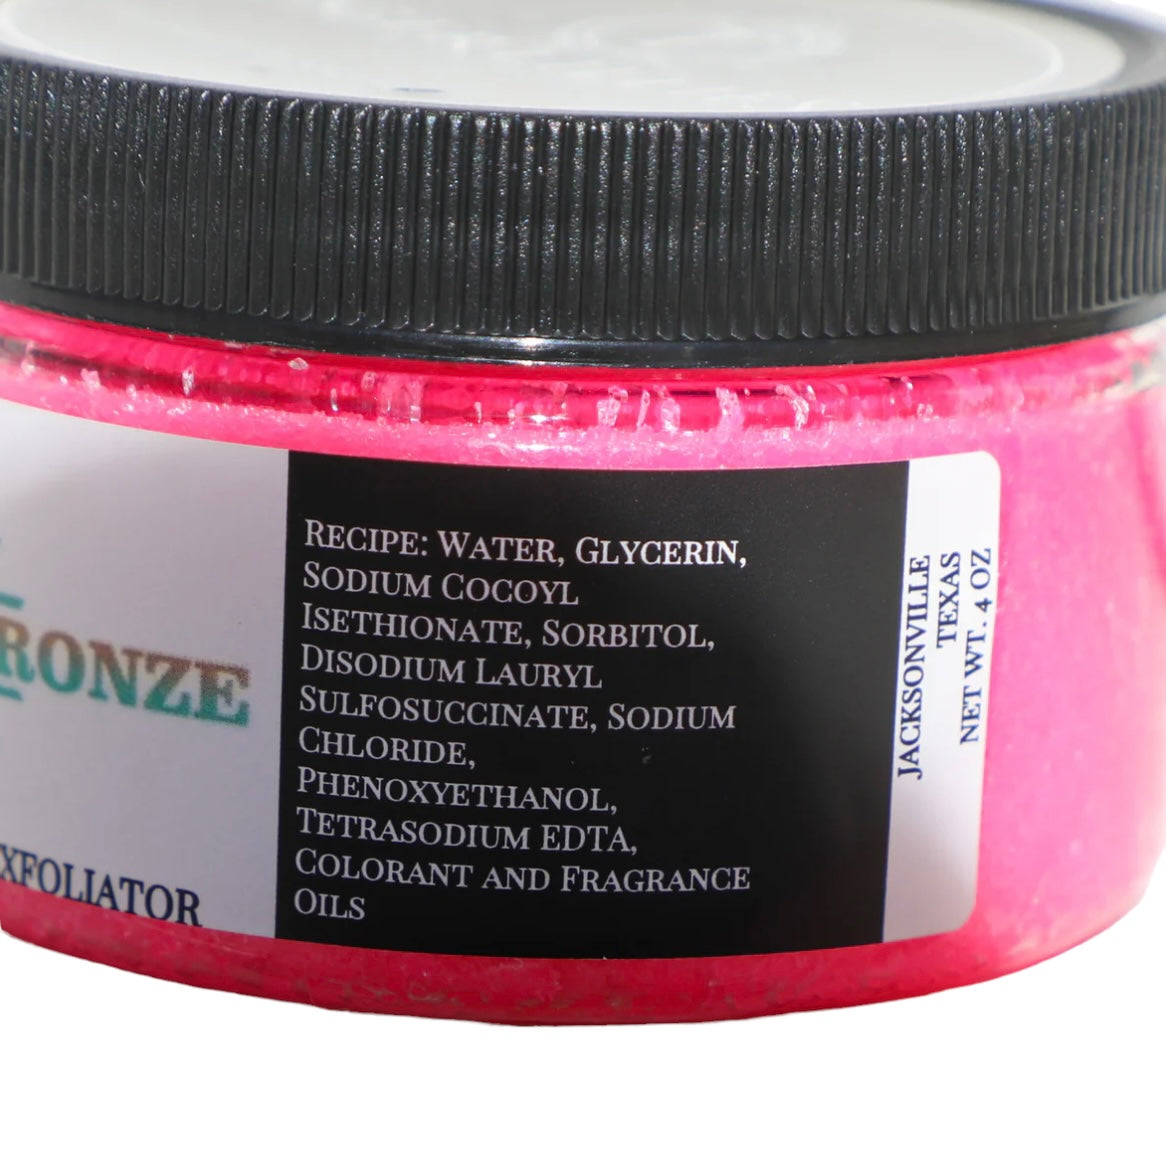 RONZE
XFOLIATOR
RECIPE: WATER, GLYCERIN,
SODIUM COCOYL
ISETHIONATE, SORBITOL,
DISODIUM LAURYL
SULFOSUCCINATE, SODIUM
CHLORIDE,
PHENOXYETHANOL,
TETRASODIUM EDTA,
COLORANT AND FRAGRANCE
OILS
JACKSONVILLE
TEXAS
NET WT. 4 OZ